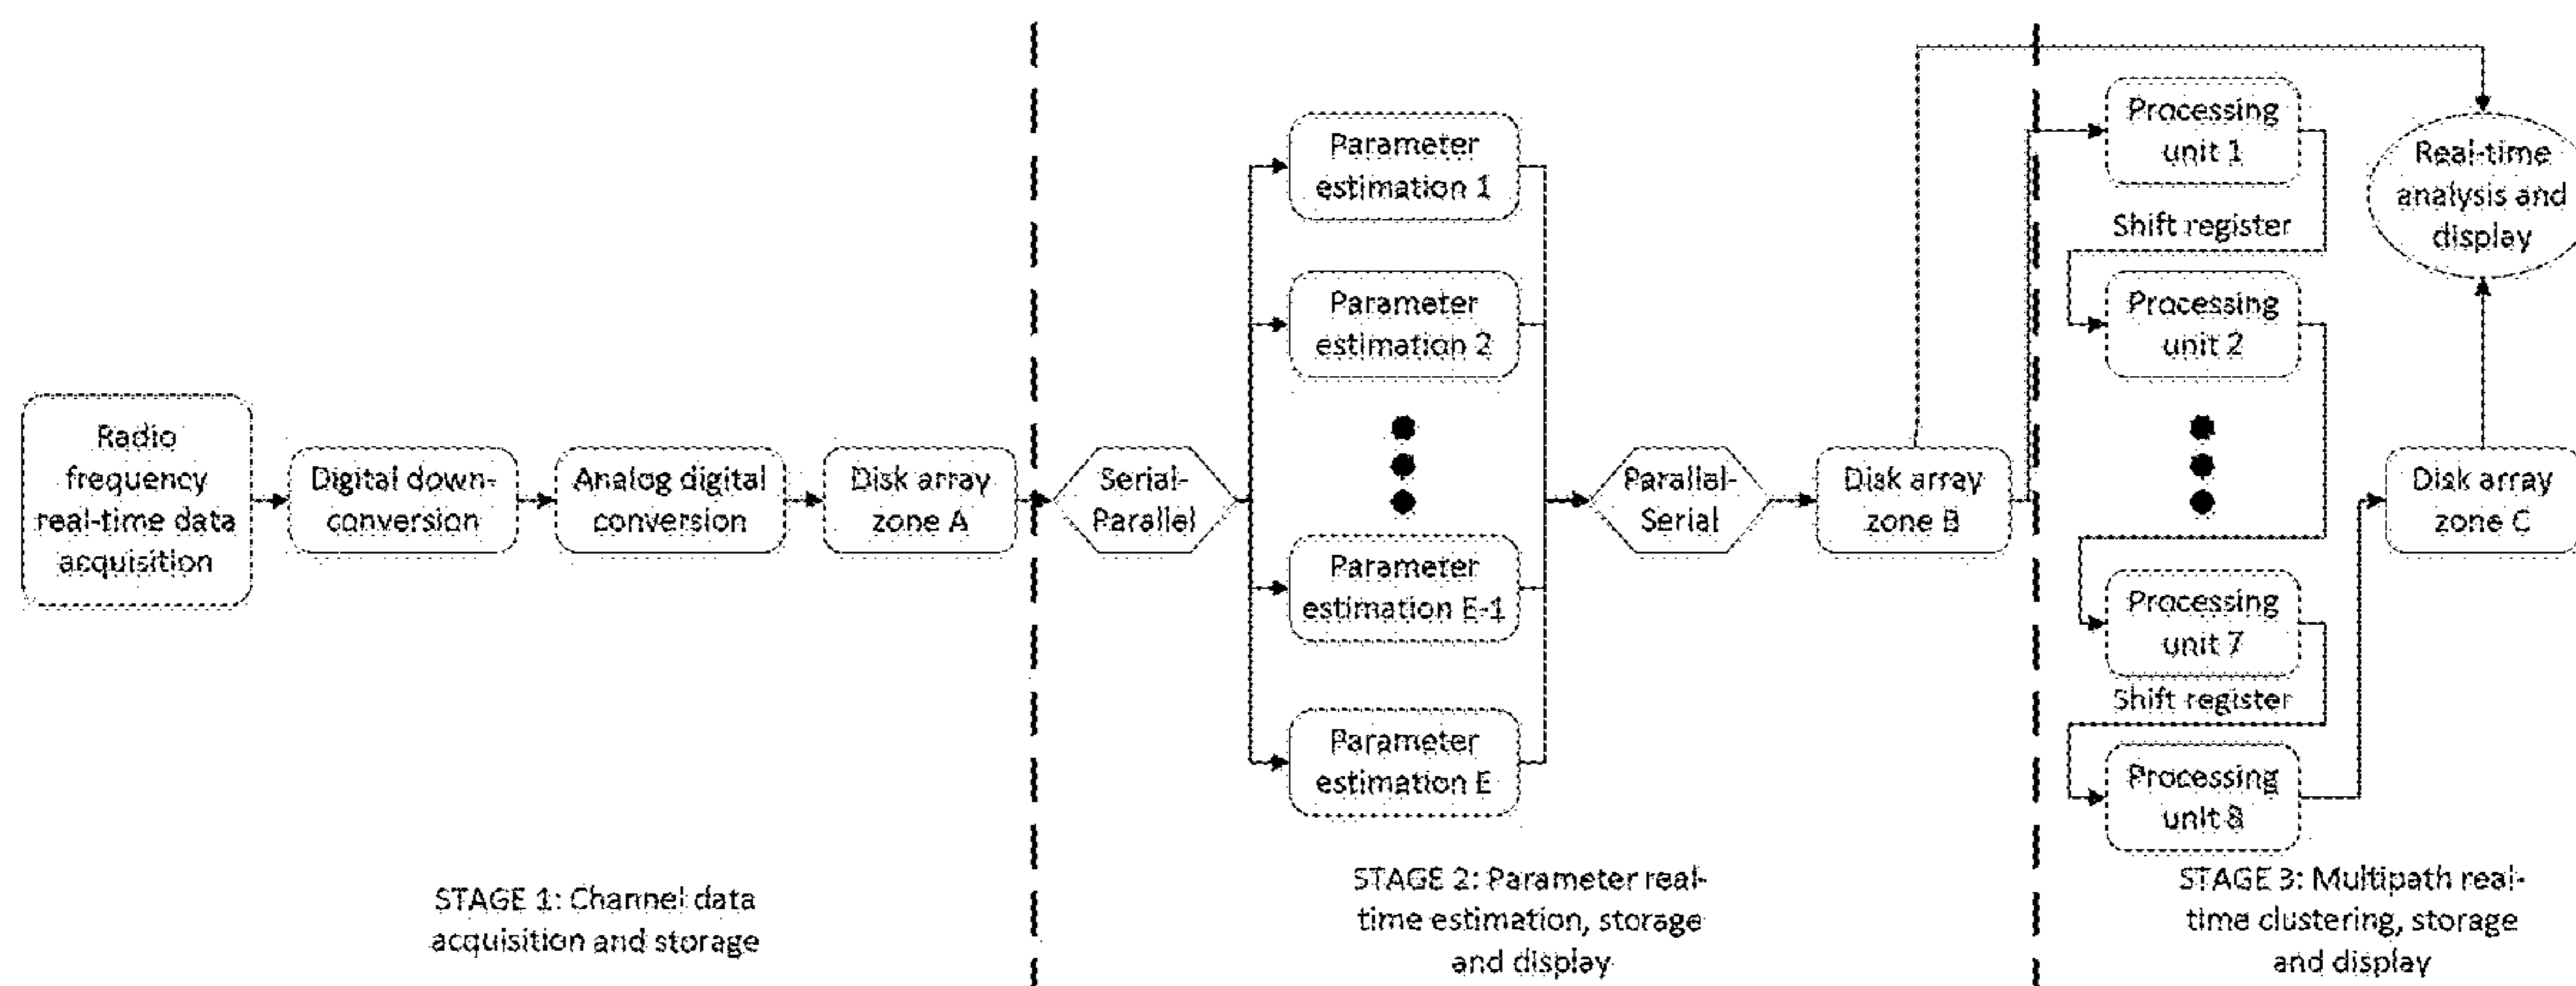 Radio
frequency
real-time data
acquisition
Digital down-
conversion
Analog digital
conversion
Disk array
zone A
STAGE 1: Channel data
acquisition and storage
Serial-
Parallel
Parameter
estimation 1
Parameter
estimation 2
Parameter
estimation E-1
Parameter
estimation E
Parallel-
Serial
Disk array
zone B
STAGE 2: Parameter real-
time estimation, storage
and display
Processing
unit 1
Shift register
Processing
unit 2
Processing
unit 7
Shift register
Processing
unit 8
Real-time
analysis and
display
Disk array
zone C
STAGE 3: Multipath real-
time clustering, storage
and display